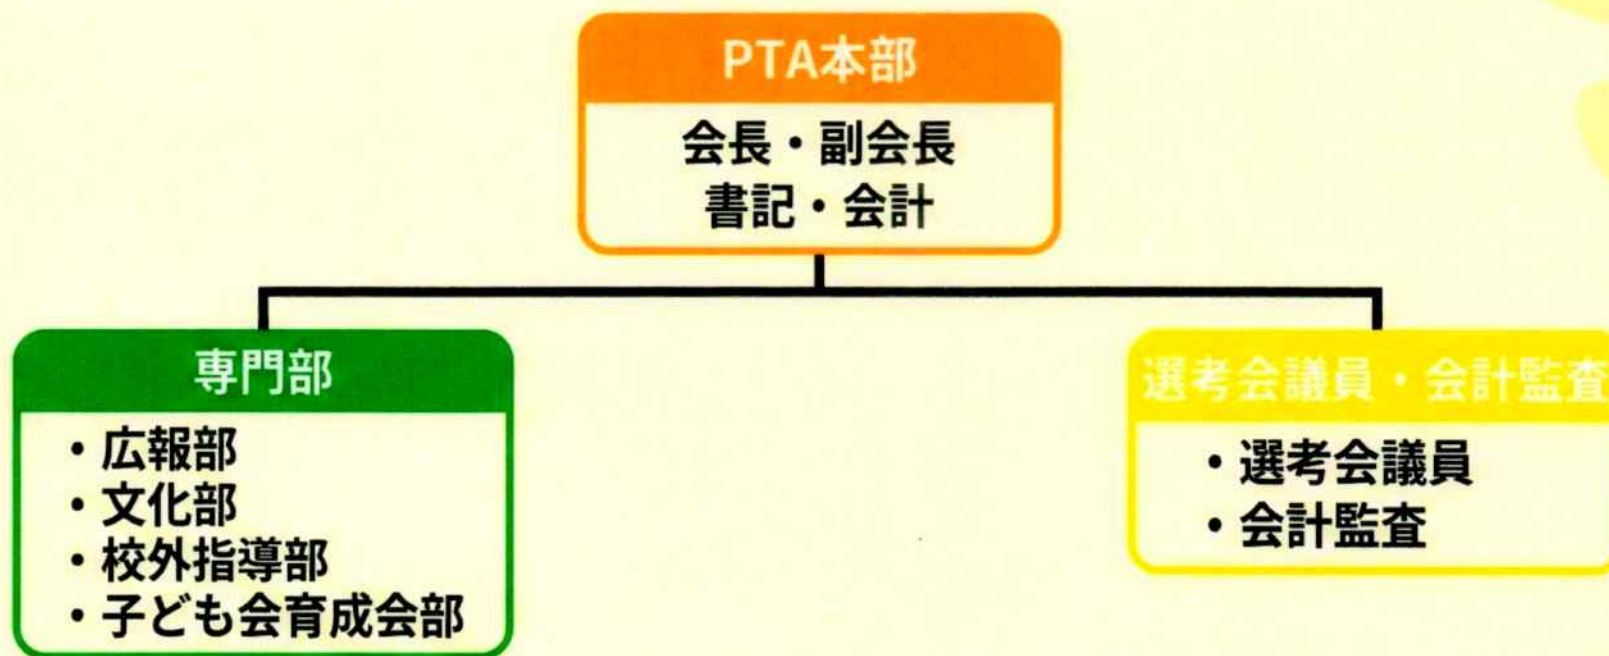 PTA本部
会長・副会長
書記・会計
専門部
・広報部
・文化部
・校外指導部
・子ども会育成会部
選考会議員・会計監査
・選考会議員
・会計監査